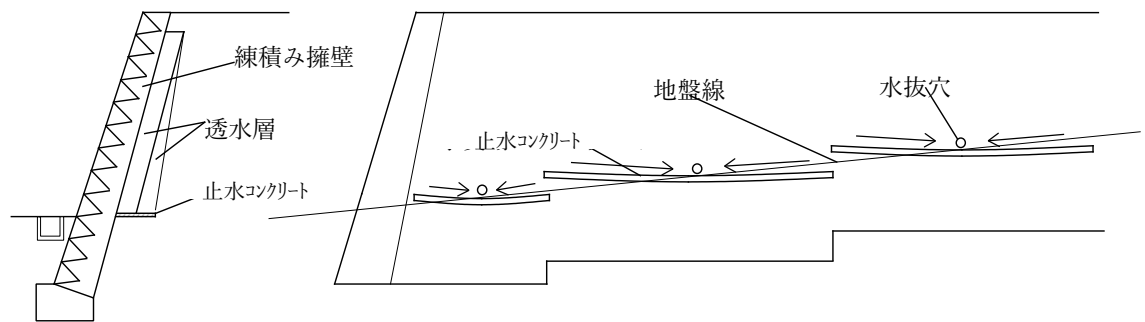 練積み擁壁
透水層
止水コンクリート
止水コンクリート
地盤線
水抜穴